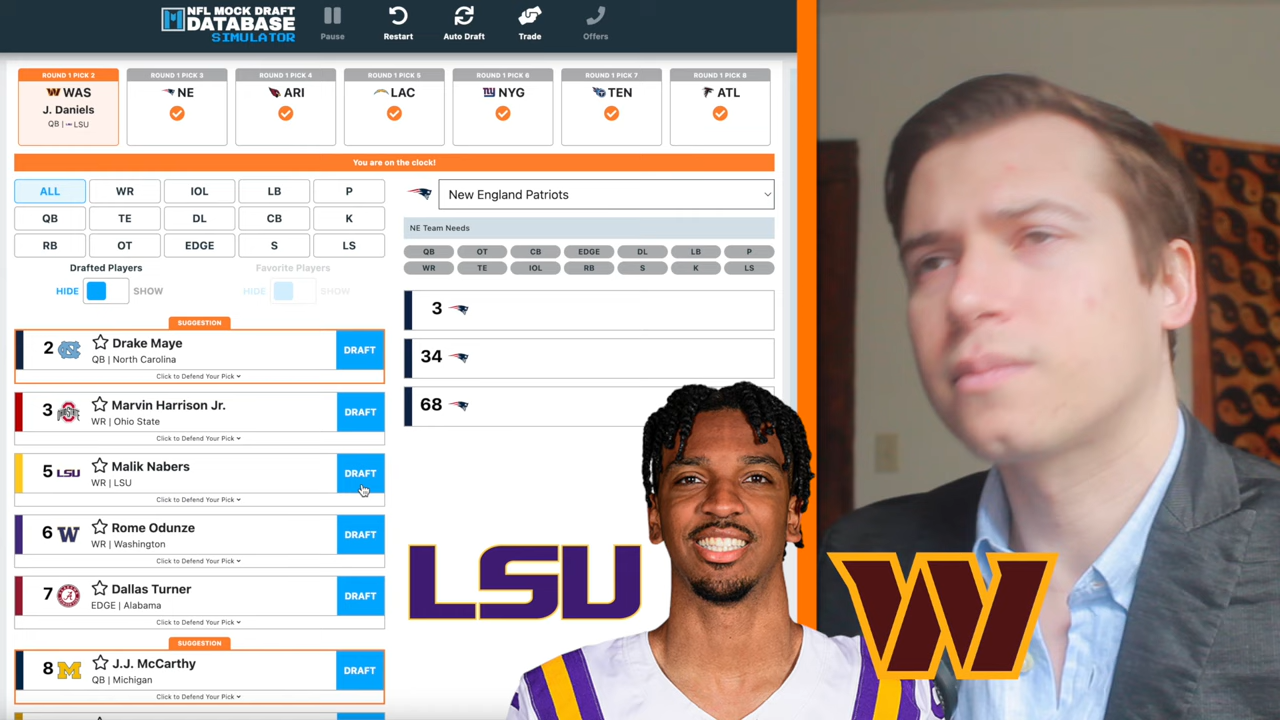 NFL MOCK DRAFT
DATABASE
SIMULATOR
Pause
Restart
Auto Draft
Trade
Offers
ROUND 1 PICK 2
WAS
J. Daniels
QB | LSU
ROUND 1 PICK 3
NE
ROUND 1 PICK 4
ARI
ROUND 1 PICK 5
LAC
ROUND 1 PICK 6
NYG
ROUND 1 PICK 7
TEN
ROUND 1 PICK 8
ATL
You are on the clock!
ALL
WR
IOL
LB
P
QB
TE
DL
CB
K
RB
OT
EDGE
S
LS
Drafted Players
HIDE
SHOW
Favorite Players
HIDE
SHOW
New England Patriots
NE Team Needs
QB
OT
CB
EDGE
DL
LB
P
WR
TE
IOL
RB
S
K
LS
3
34
68
SUGGESTION
2
Drake Maye
QB | North Carolina
DRAFT
Click to Defend Your Pick
3
OHIO STATE
Marvin Harrison Jr.
WR | Ohio State
DRAFT
Click to Defend Your Pick
5
LSU
Malik Nabers
WR | LSU
DRAFT
Click to Defend Your Pick
6
W
Rome Odunze
WR | Washington
DRAFT
Click to Defend Your Pick
7
Dallas Turner
EDGE | Alabama
DRAFT
Click to Defend Your Pick
SUGGESTION
8
M
J.J. McCarthy
QB | Michigan
DRAFT
Click to Defend Your Pick
LSU
W